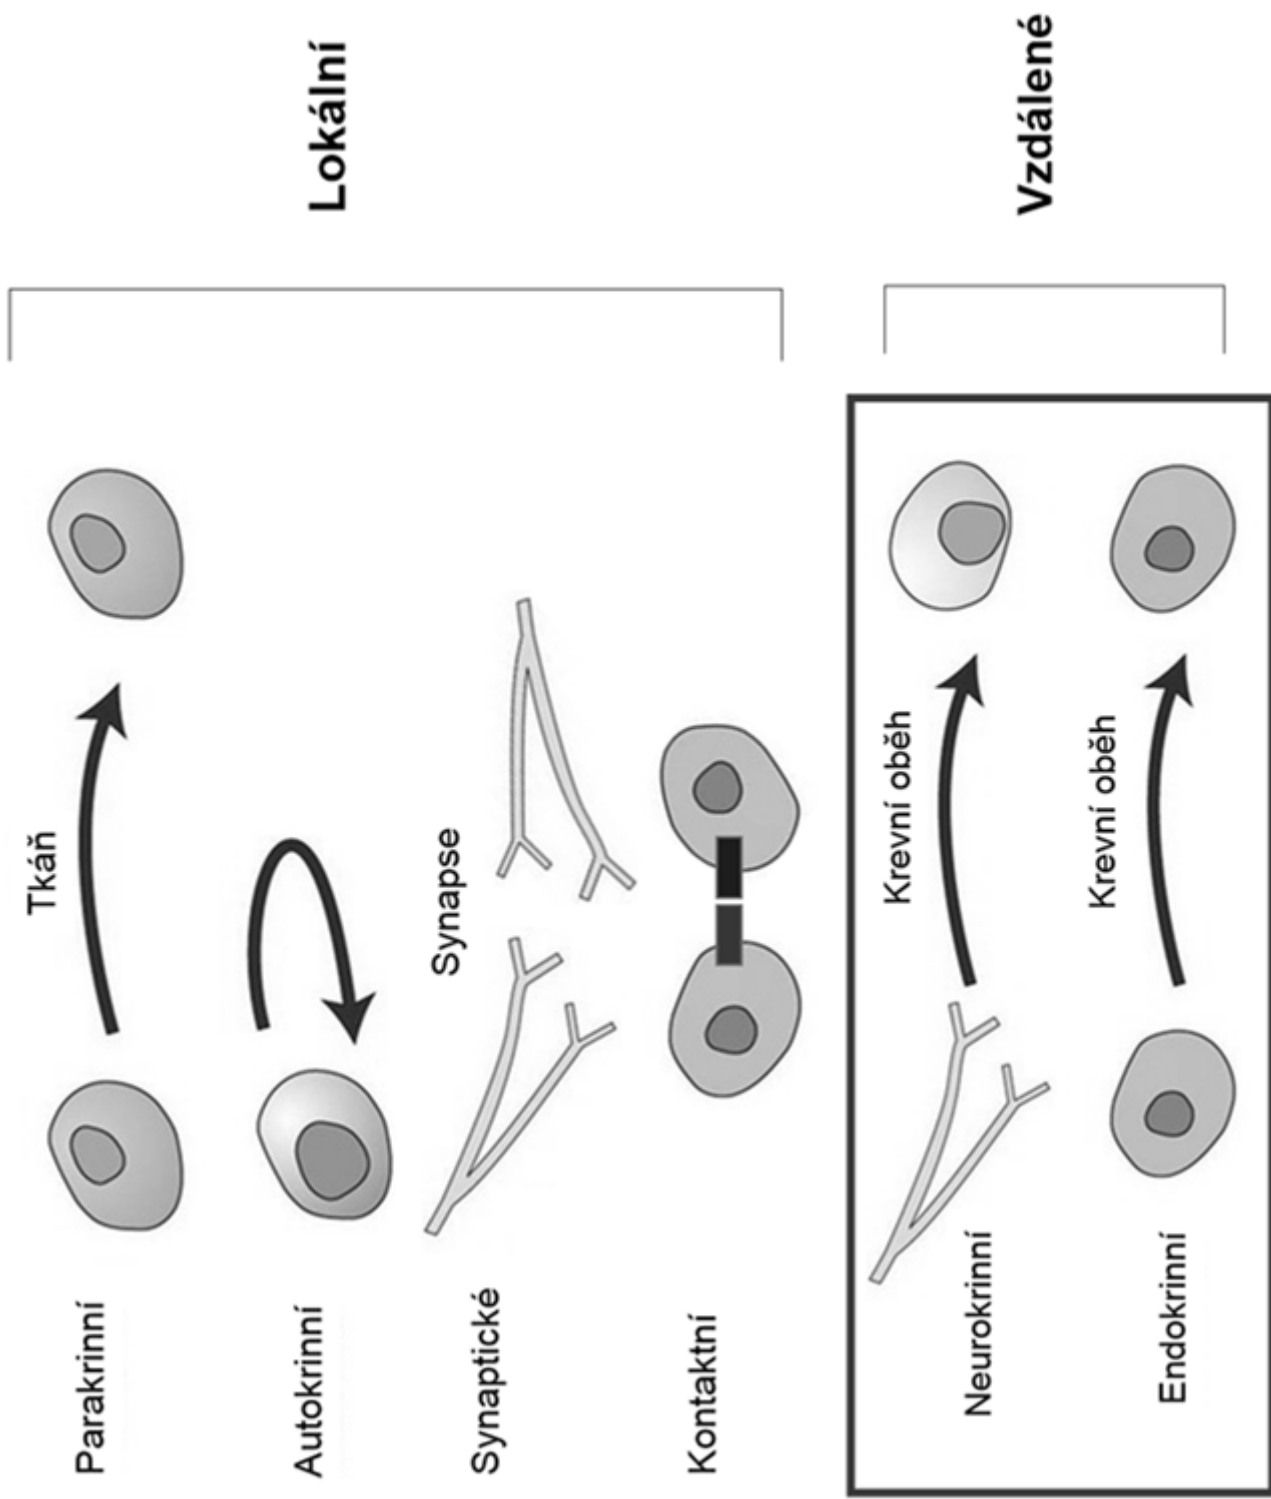 Parakrinní
Tkáň
Autokrinní
Synaptické
Synapse
Kontaktní
Lokální
Neurokrinní
Krevní oběh
Endokrinní
Krevní oběh
Vzdálené